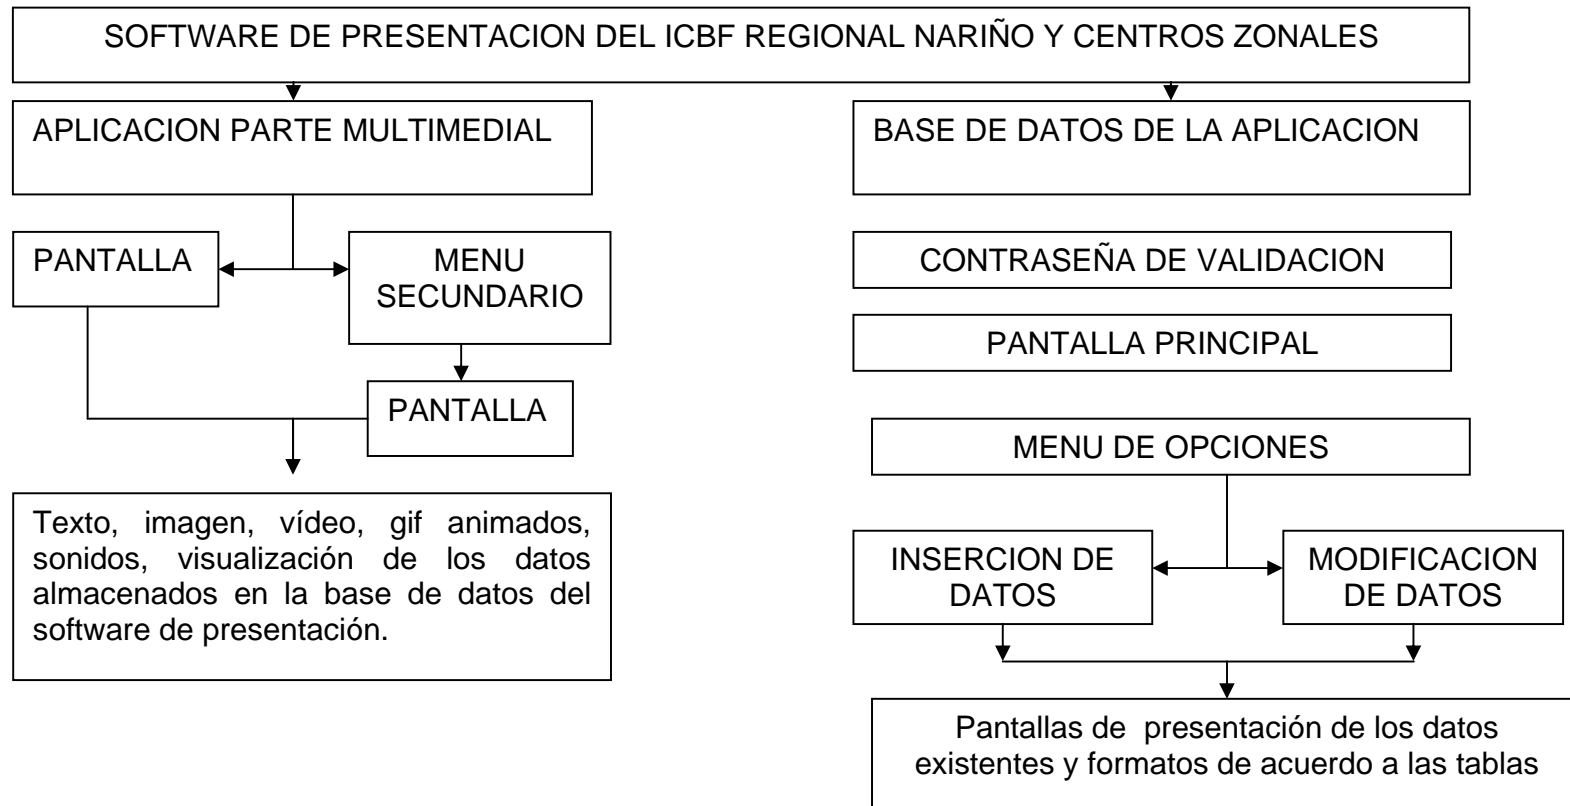 SOFTWARE DE PRESENTACION DEL ICBF REGIONAL NARIÑO Y CENTROS ZONALES
APLICACION PARTE MULTIMEDIAL
BASE DE DATOS DE LA APLICACION
PANTALLA
MENU
SECUNDARIO
PANTALLA
Texto, imagen, vídeo, gif animados,
sonidos, visualización de los datos
almacenados en la base de datos del
software de presentación.
CONTRASEÑA DE VALIDACION
PANTALLA PRINCIPAL
MENU DE OPCIONES
INSERCION DE
DATOS
MODIFICACION
DE DATOS
Pantallas de presentación de los datos
existentes y formatos de acuerdo a las tablas